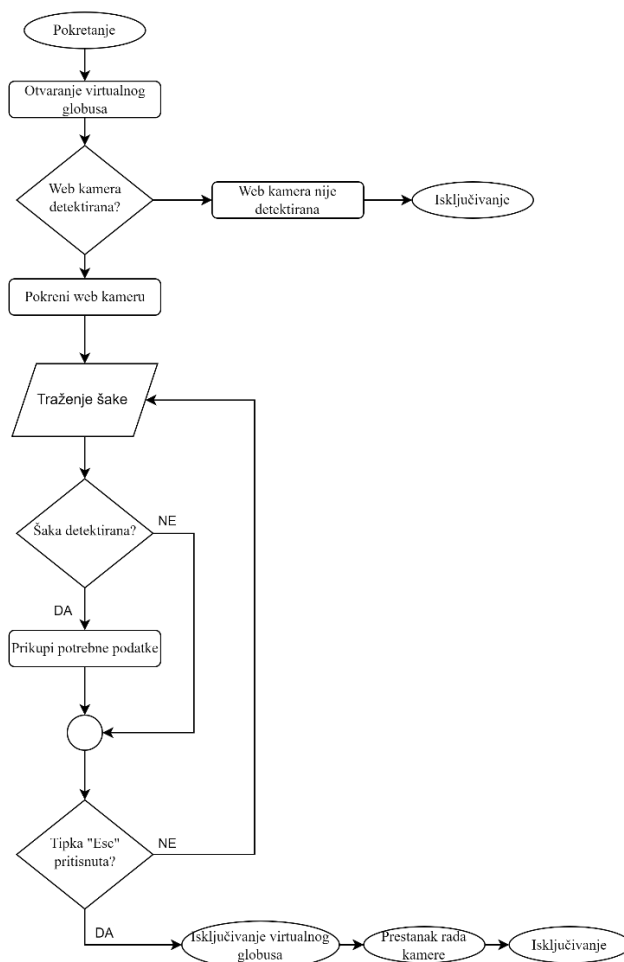 Pokretanje
Otvaranje virtualnog
globusa
Web kamera
detektirana?
Web kamera nije
detektirana
Isključivanje
Pokreni web kameru
Traženje šake
Šaka detektirana?
NE
DA
Prikupi potrebne podatke
Tipka "Esc"
pritisnuta?
NE
DA
Isključivanje virtualnog
globusa
Prestanak rada
kamere
Isključivanje